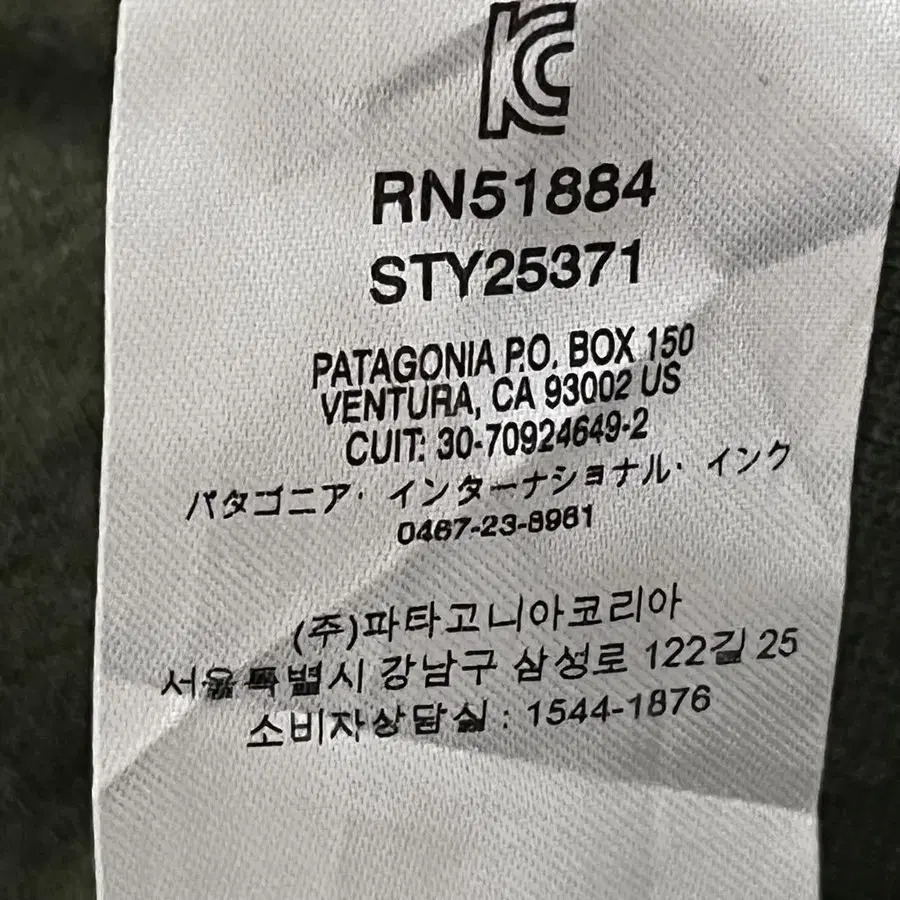 KC
RN51884
STY25371
PATAGONIA P.O. BOX 150
VENTURA, CA 93002 US
CUIT: 30-70924649-2
パタゴニア・インターナショナル・インク
0467-23-8961
(주)파타고니아코리아
서울특별시 강남구 삼성로 122길 25
소비자상담실 : 1544-1876